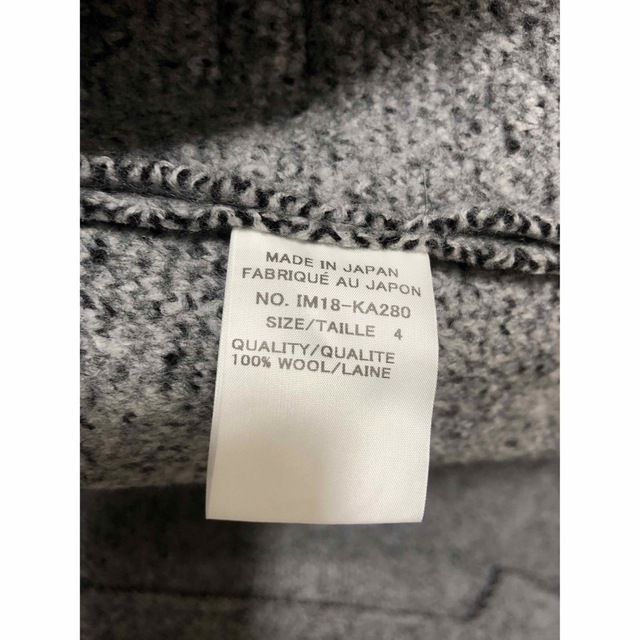 MADE IN JAPAN
FABRIQUÉ AU JAPON
NO. IM18-KA280
SIZE/TAILLE 4
QUALITY/QUALITE
100% WOOL/LAINE